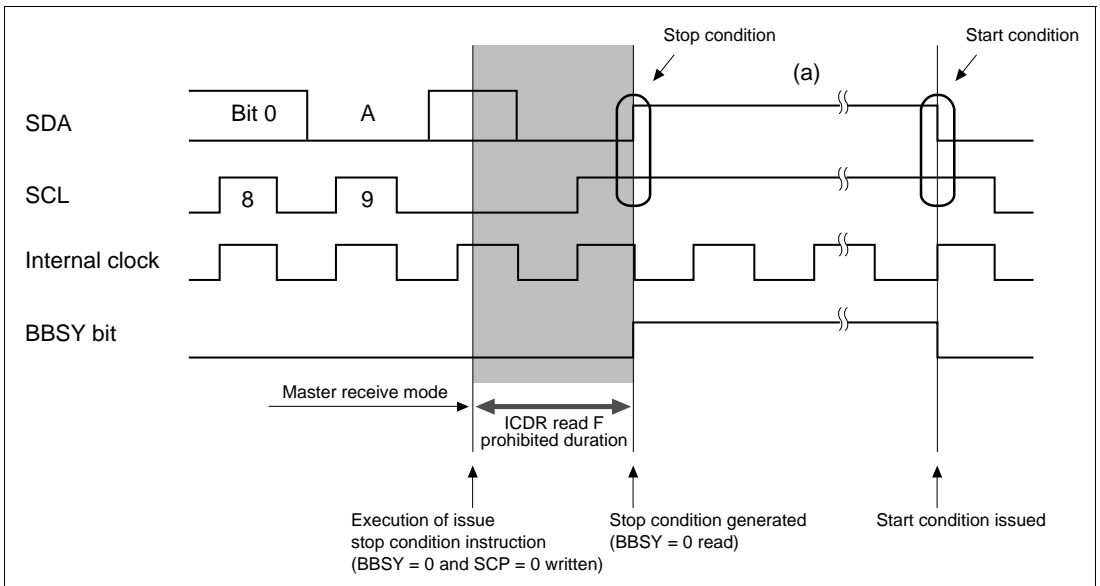 Stop condition
Start condition
(a)
SDA
Bit 0
A
SCL
8
9
Internal clock
BBSY bit
Master receive mode
ICDR read F
prohibited duration
Execution of issue
stop condition instruction
(BBSY = 0 and SCP = 0 written)
Stop condition generated
(BBSY = 0 read)
Start condition issued